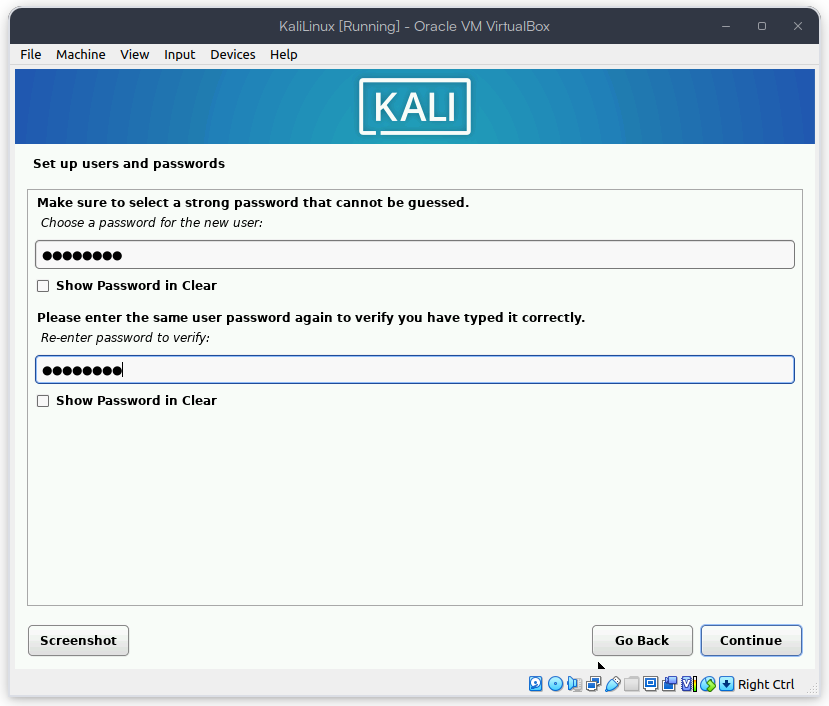 KaliLinux [Running] - Oracle VM VirtualBox
File Machine View Input Devices Help
KALI
Set up users and passwords
Make sure to select a strong password that cannot be guessed.
Choose a password for the new user:
●●●●●●●●
Show Password in Clear
Please enter the same user password again to verify you have typed it correctly.
Re-enter password to verify:
●●●●●●●●
Show Password in Clear
Screenshot Go Back Continue
Right Ctrl